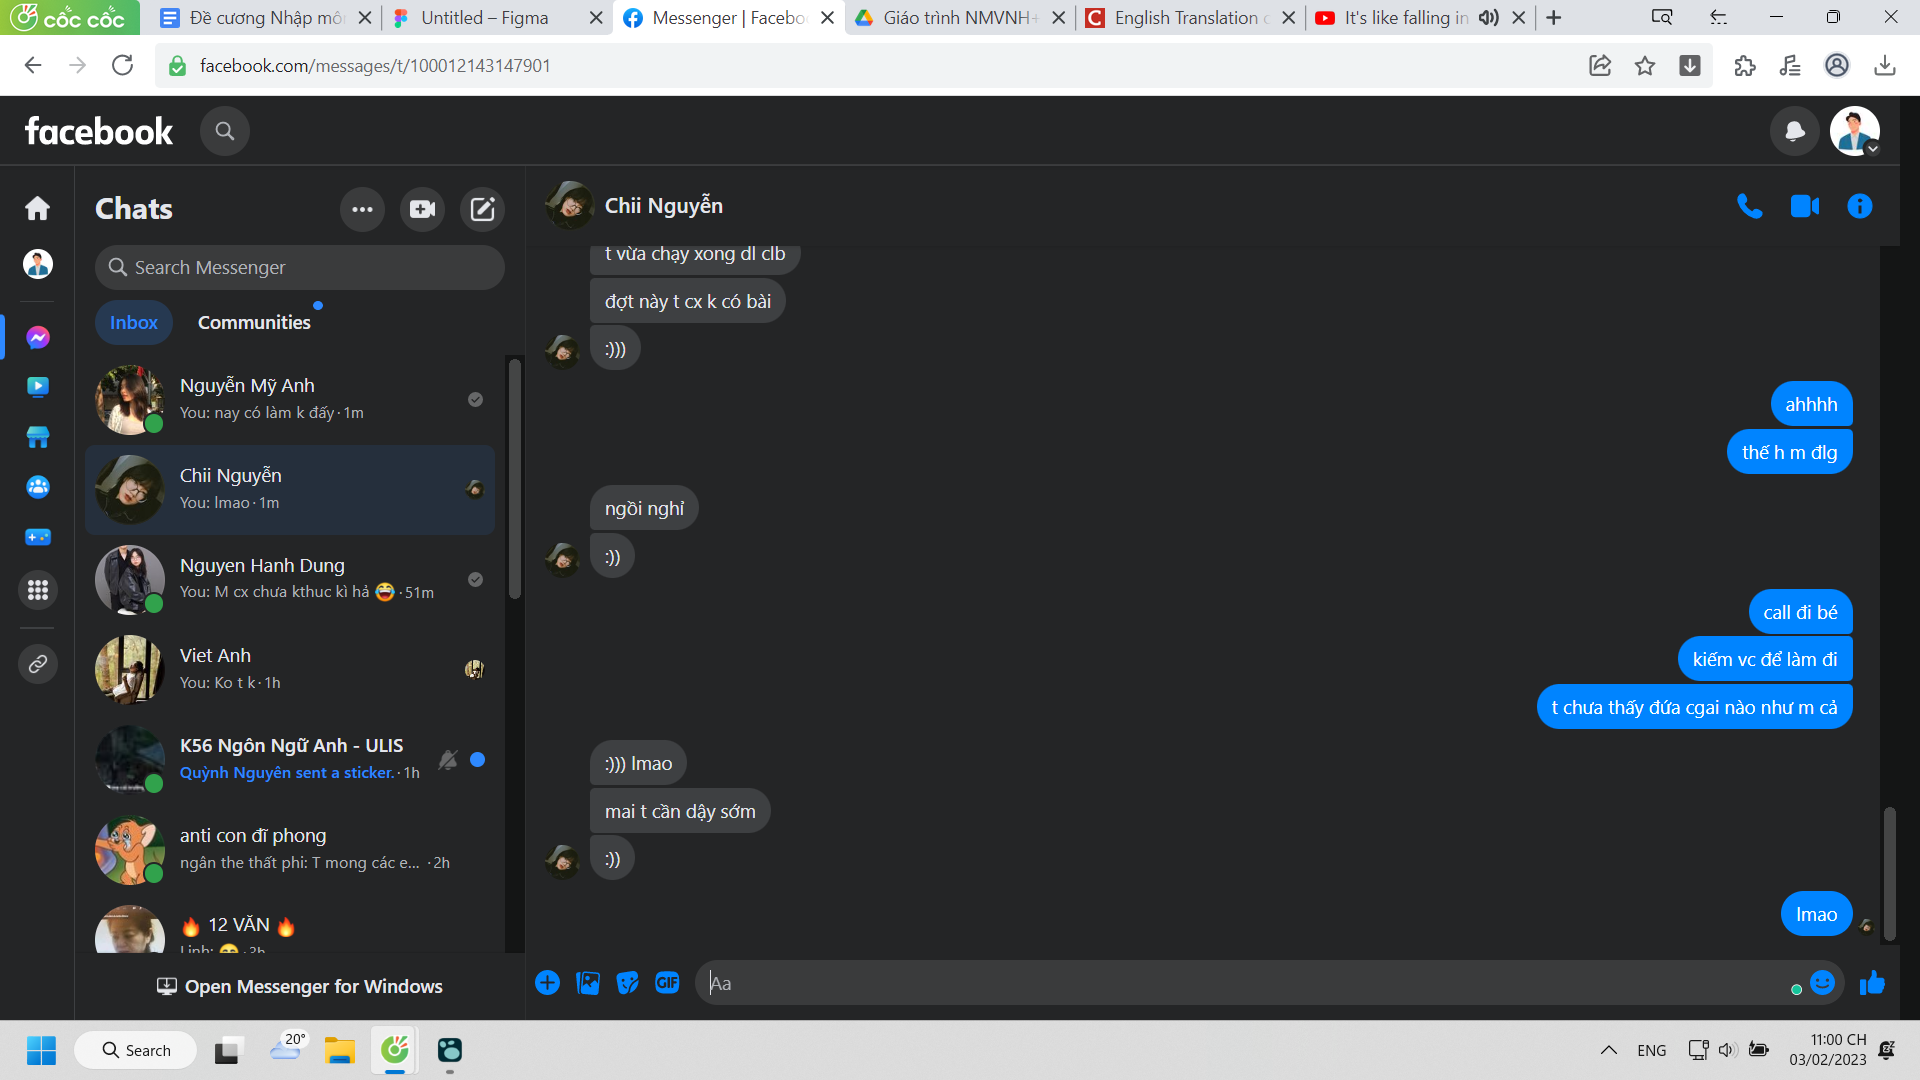 cốc cốc
Đề cương Nhập mô
Untitled – Figma
Messenger | Facebo
Giáo trình NMVNH
English Translation
It's like falling in
facebook.com/messages/t/100012143147901
facebook
Chats
Search Messenger
Inbox
Communities
Nguyễn Mỹ Anh
You: nay có làm k đấy · 1m
Chii Nguyễn
You: lmao · 1m
Nguyen Hanh Dung
You: M cx chưa kthuc kì hả 😂 · 51m
Viet Anh
You: Ko t k · 1h
K56 Ngôn Ngữ Anh - ULIS
Quỳnh Nguyên sent a sticker. · 1h
anti con đĩ phong
ngân the thất phi: T mong các e... · 2h
🔥 12 VĂN 🔥
Linh: 😁 · 2h
Open Messenger for Windows
Chii Nguyễn
t vừa chạy xong dl clb
đợt này t cx k có bài
:)))
ahhhh
thế h m đlg
ngồi nghỉ
:))
call đi bé
kiếm vc để làm đi
t chưa thấy đứa cgai nào như m cả
:))) lmao
mai t cần dậy sớm
:))
lmao
GIF
Aa
Search
20°
ENG
11:00 CH
03/02/2023